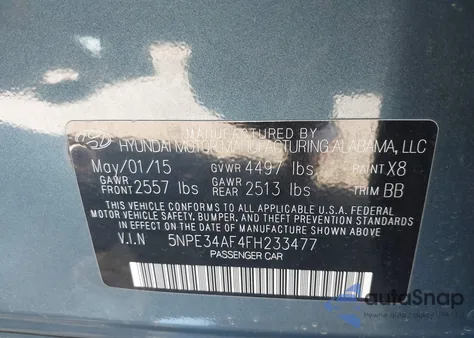 MANUFACTURED BY
HYUNDAI MOTOR MANUFACTURING ALABAMA, LLC
May/01/15 GVWR 4497 lbs PAINT X8
GAWR FRONT 2557 lbs GAWR REAR 2513 lbs TRIM BB
THIS VEHICLE CONFORMS TO ALL APPLICABLE U.S.A. FEDERAL
MOTOR VEHICLE SAFETY, BUMPER, AND THEFT PREVENTION STANDARDS
IN EFFECT ON THE DATE OF MANUFACTURE SHOWN ABOVE.
V.I.N 5NPE34AF4FH233477
PASSENGER CAR
autoSnap